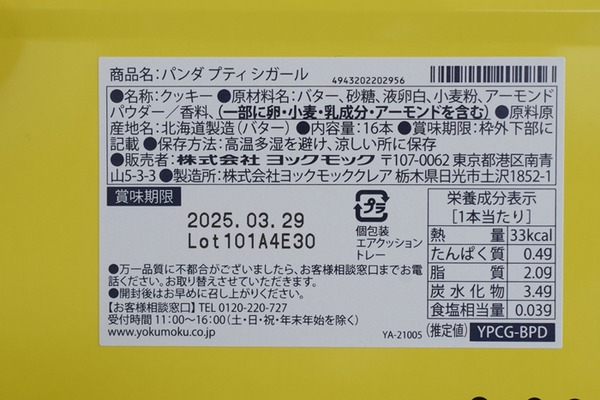 商品名：パンダ プティ シガール
4943202202956
●名称：クッキー ●原材料名：バター、砂糖、液卵白、小麦粉、アーモンド
パウダー／香料、（一部に卵・小麦・乳成分・アーモンドを含む）●原料原
産地名：北海道製造（バター）●内容量：16本 ●賞味期限：枠外下部に
記載 ●保存方法：高温多湿を避け、涼しい所に保存
●販売者：株式会社 ヨックモック 〒107-0062 東京都港区南青
山5-3-3 ●製造所：株式会社ヨックモッククレア 栃木県日光市土沢1852-1
賞味期限
2025.03.29
Lot101A4E30
プラ
個包装
エアクッション
トレー
●万一品質に不都合がございましたら、お客様相談窓口までお電
話ください。お取り替えさせていただきます。
●開封後はお早めに召し上がりください。
【お客様相談窓口】TEL 0120-220-727
受付時間 11:00〜16:00（土・日・祝・年末年始を除く）
www.yokumoku.co.jp
YA-21005
栄養成分表示
［1本当たり］
熱量 33kcal
たんぱく質 0.4g
脂質 2.0g
炭水化物 3.4g
食塩相当量 0.03g
（推定値）
YPCG-BPD